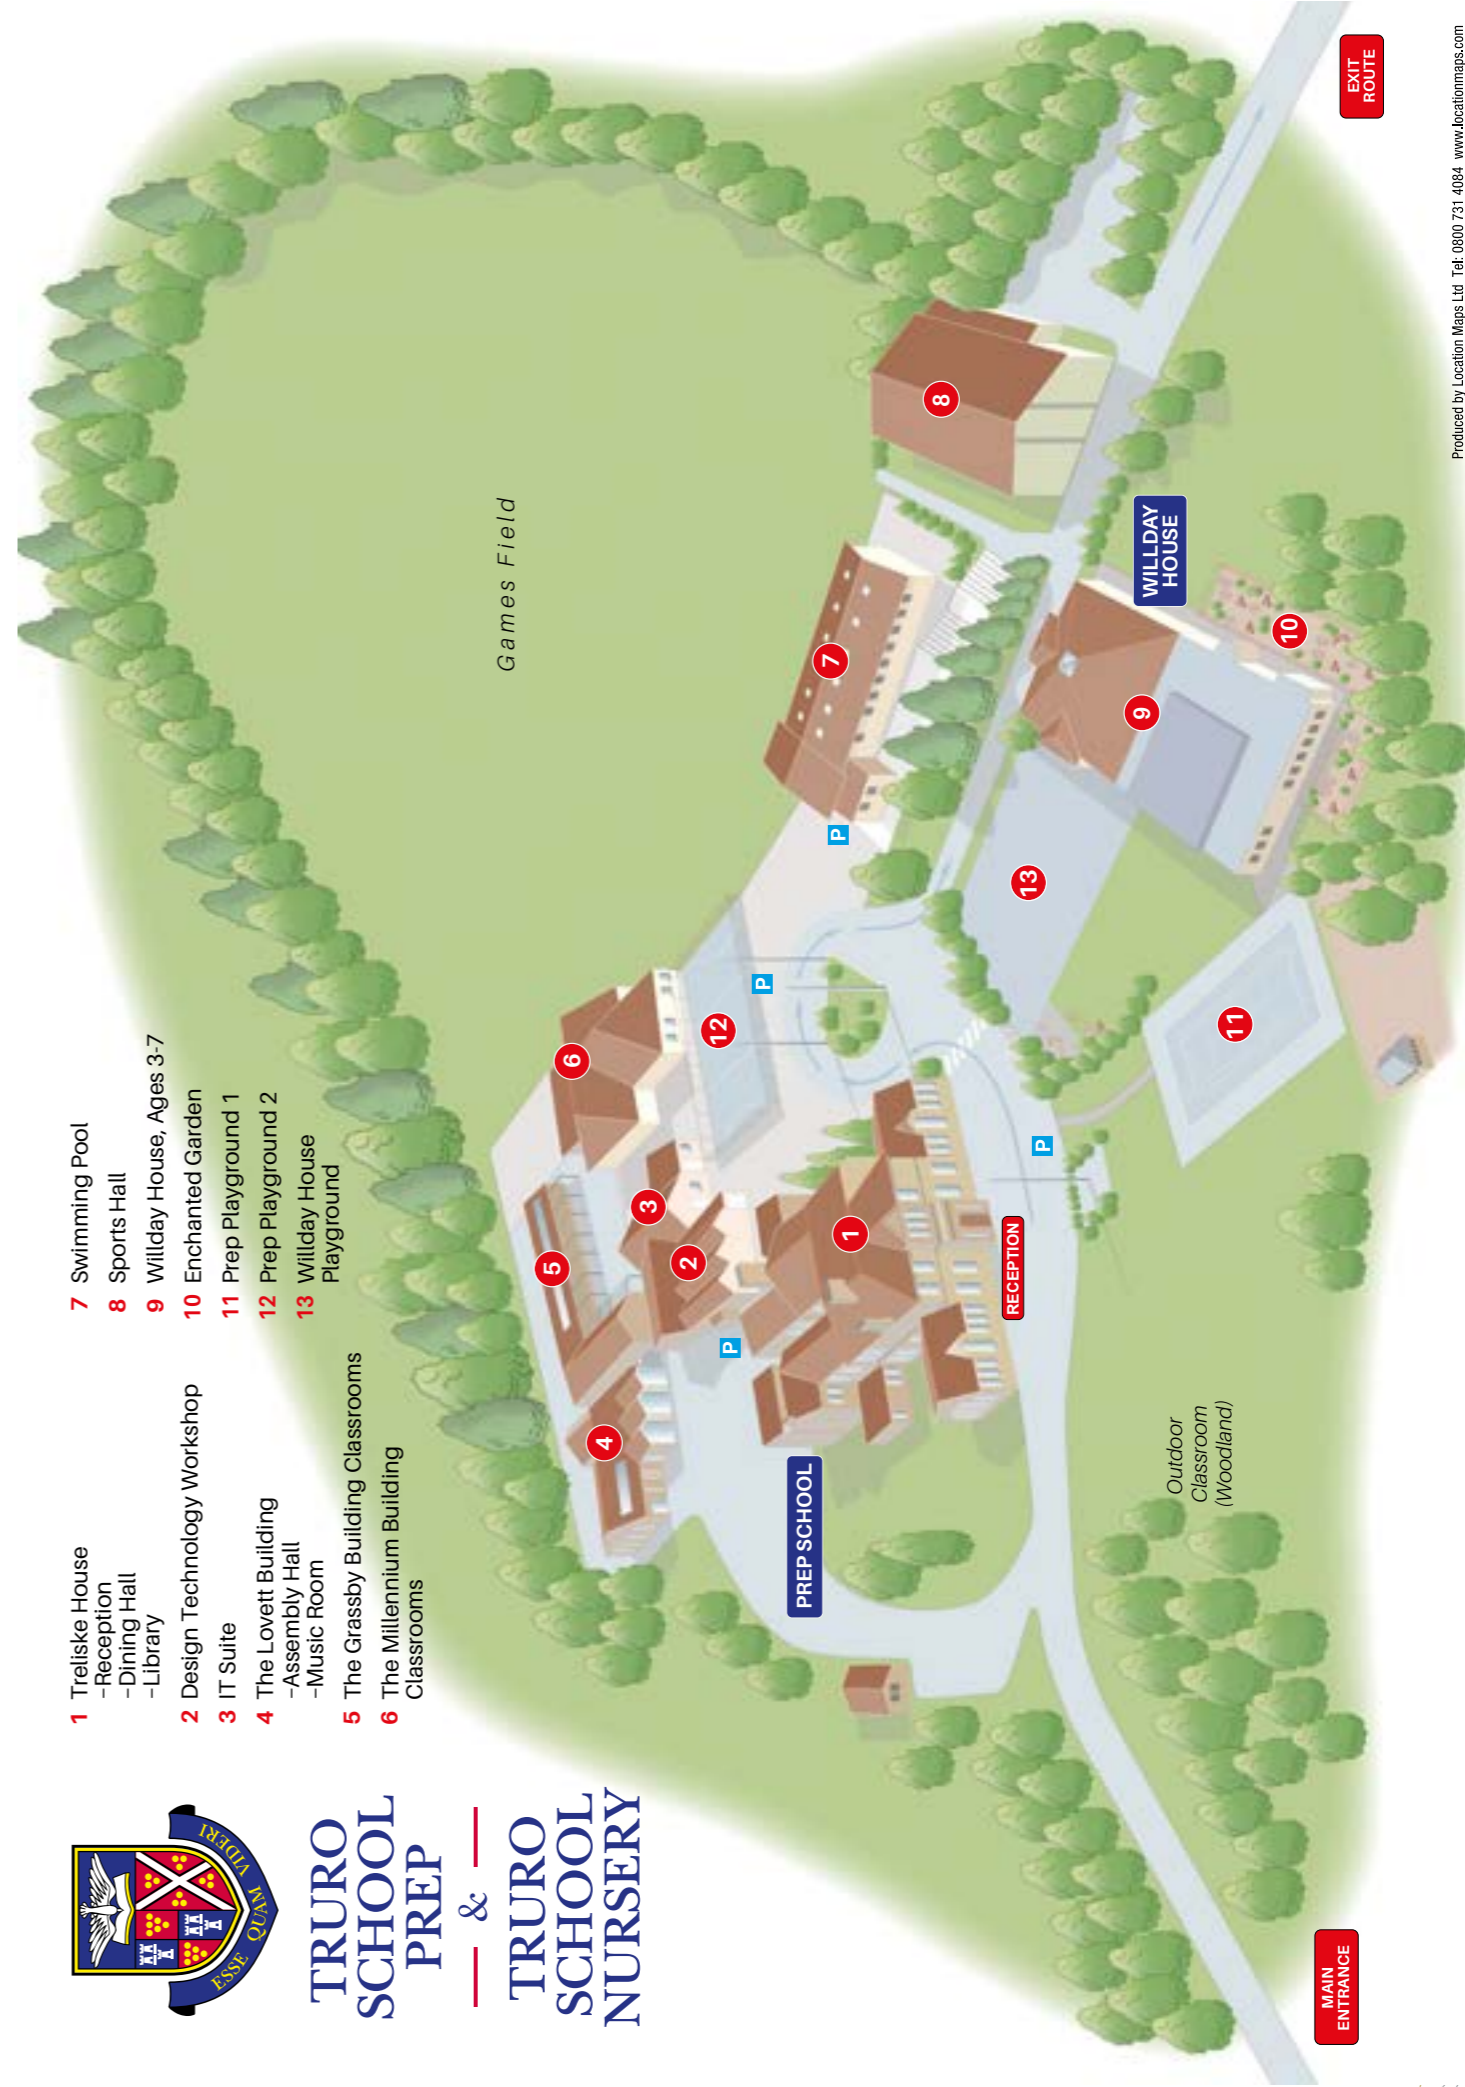 ESSE QUAM VIDERI
TRURO
SCHOOL
PREP
&
TRURO
SCHOOL
NURSERY
1 Treliske House
-Reception
-Dining Hall
-Library
2 Design Technology Workshop
3 IT Suite
4 The Lovett Building
-Assembly Hall
-Music Room
5 The Grassby Building Classrooms
6 The Millennium Building
Classrooms
7 Swimming Pool
8 Sports Hall
9 Willday House, Ages 3-7
10 Enchanted Garden
11 Prep Playground 1
12 Prep Playground 2
13 Willday House
Playground
Games Field
5
6
4
3
2
12
P
P
7
P
8
1
PREP SCHOOL
RECEPTION
P
13
9
WILLDAY
HOUSE
10
11
Outdoor
Classroom
(Woodland)
MAIN
ENTRANCE
EXIT
ROUTE
Produced by Location Maps Ltd Tel: 0800 731 4084 www.locationmaps.com